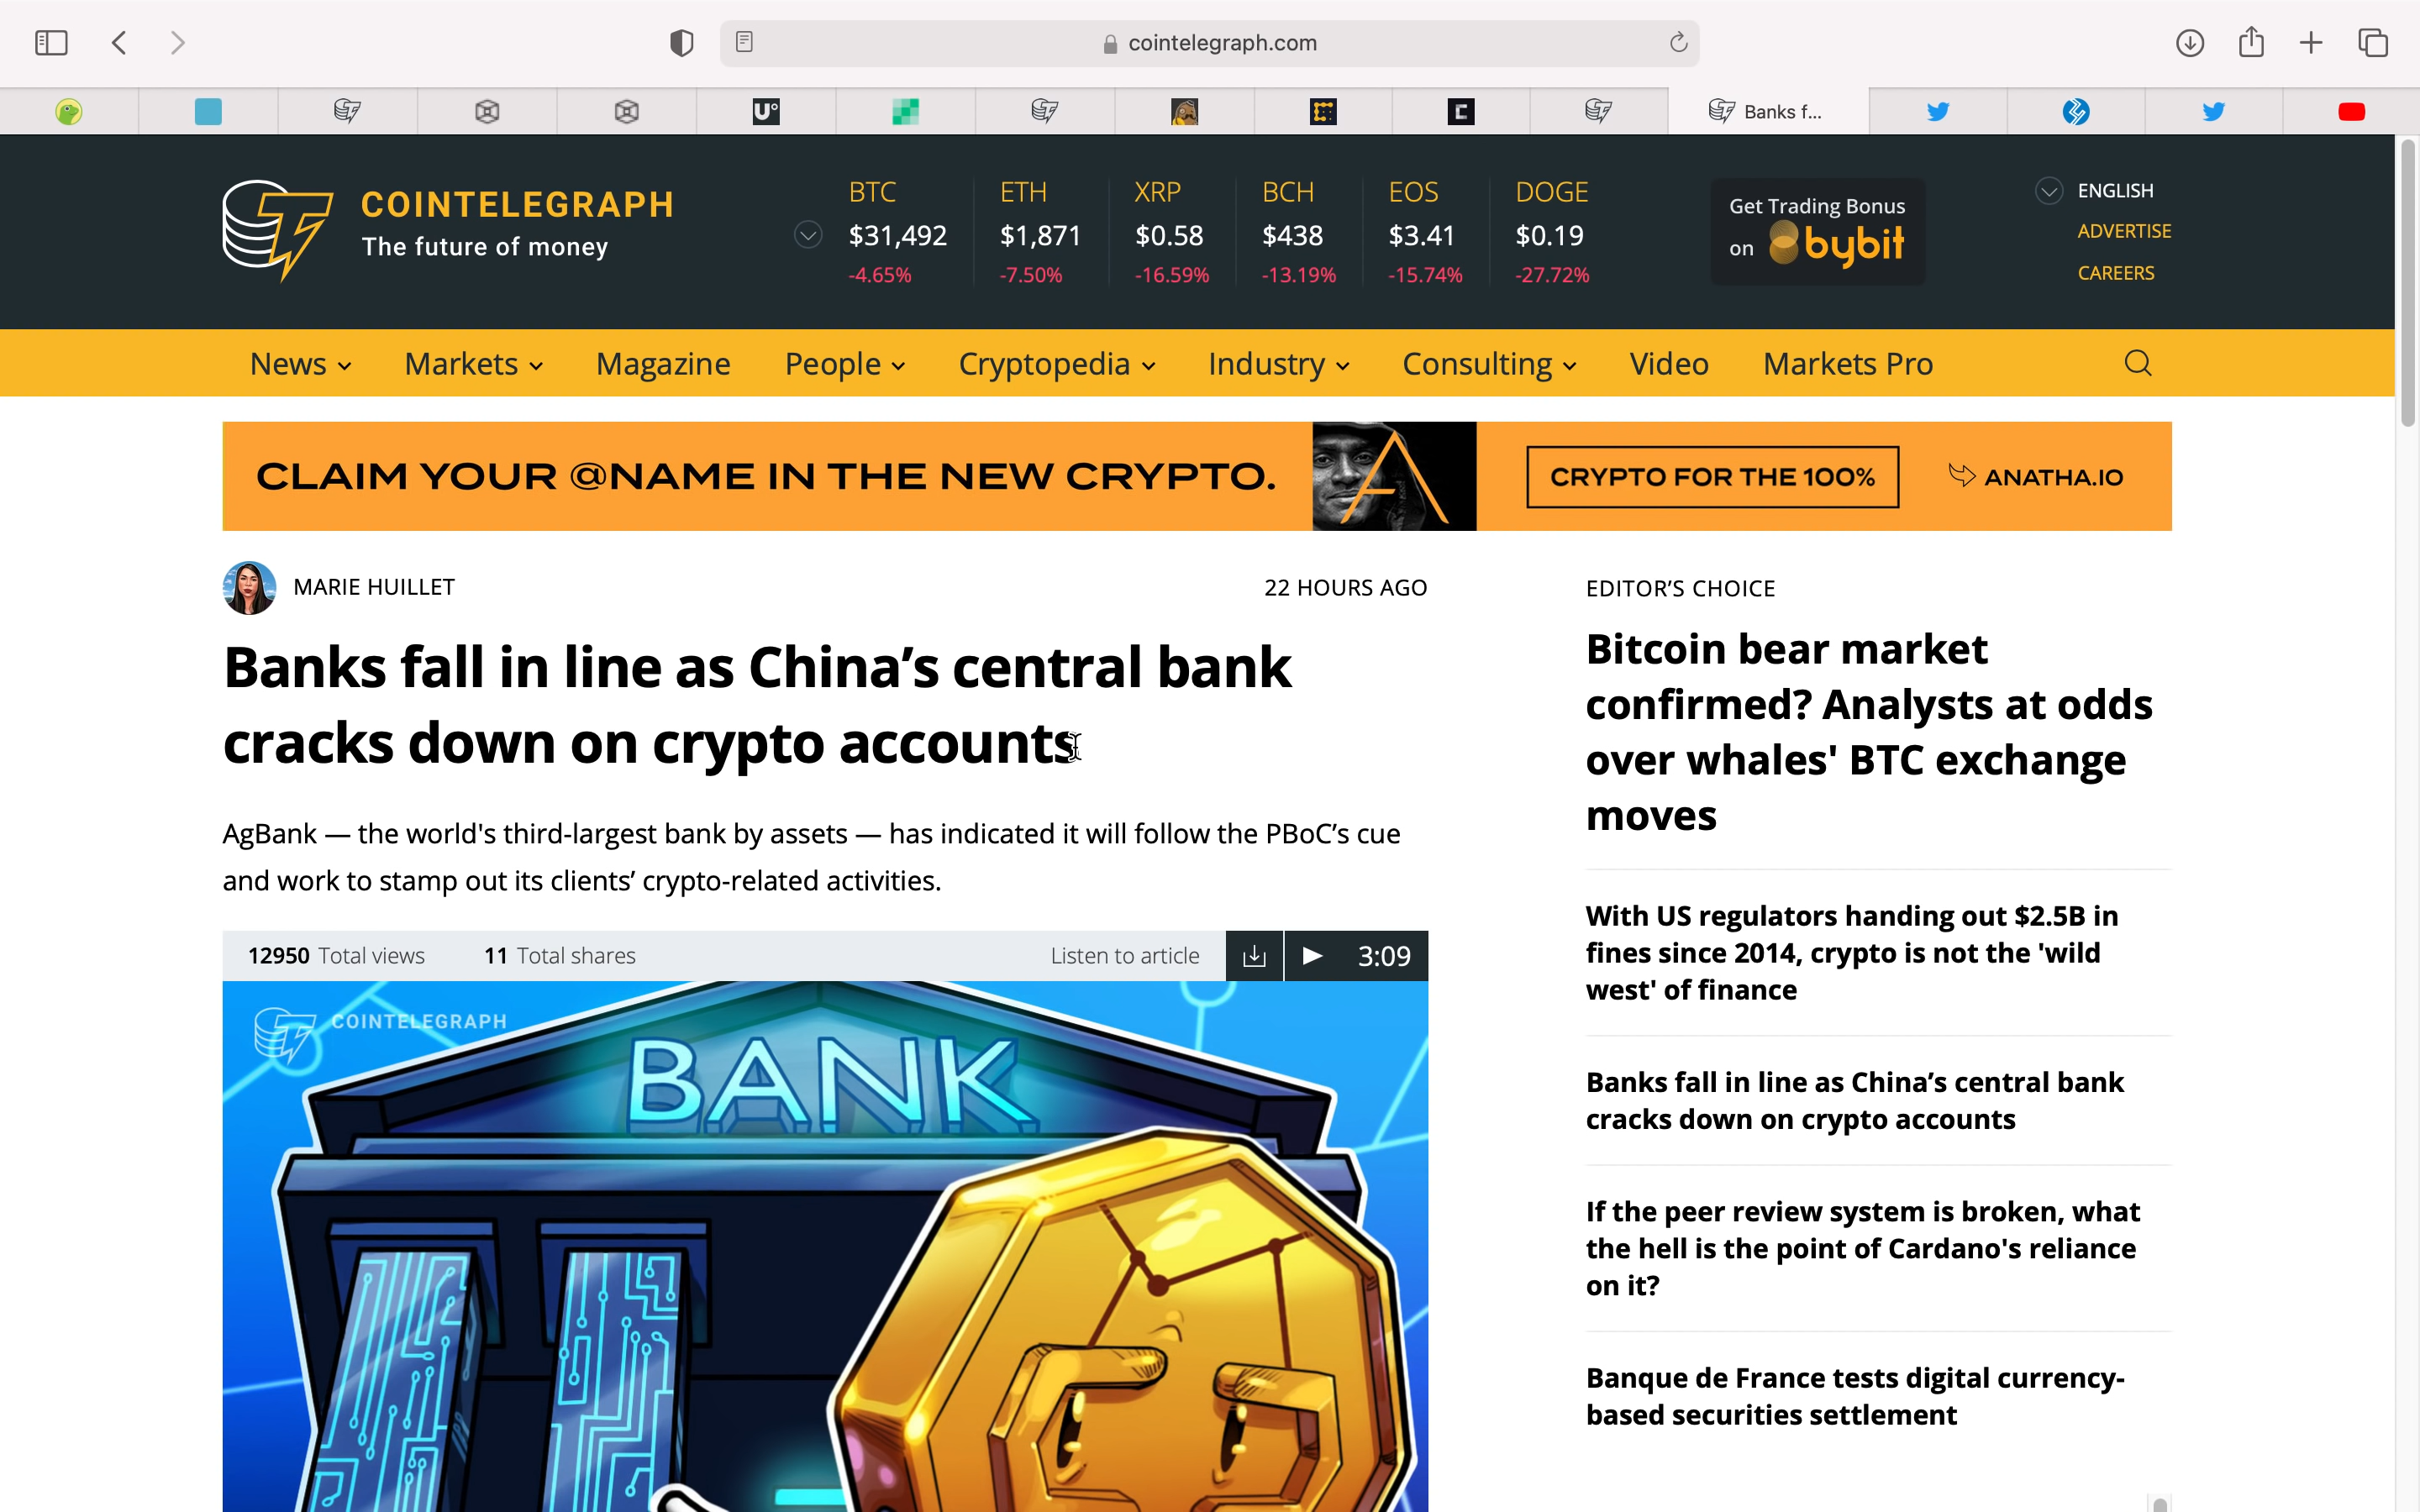 cointelegraph.com
Banks f...
COINTELEGRAPH
The future of money
BTC
$31,492
-4.65%
ETH
$1,871
-7.50%
XRP
$0.58
-16.59%
BCH
$438
-13.19%
EOS
$3.41
-15.74%
DOGE
$0.19
-27.72%
Get Trading Bonus
on bybit
ENGLISH
ADVERTISE
CAREERS
News Markets Magazine People Cryptopedia Industry Consulting Video Markets Pro
CLAIM YOUR @NAME IN THE NEW CRYPTO.
CRYPTO FOR THE 100%
ANATHA.IO
MARIE HUILLET
22 HOURS AGO
Banks fall in line as China’s central bank
cracks down on crypto accounts
AgBank — the world's third-largest bank by assets — has indicated it will follow the PBoC’s cue
and work to stamp out its clients’ crypto-related activities.
12950 Total views 11 Total shares Listen to article 3:09
COINTELEGRAPH
BANK
EDITOR’S CHOICE
Bitcoin bear market
confirmed? Analysts at odds
over whales' BTC exchange
moves
With US regulators handing out $2.5B in
fines since 2014, crypto is not the 'wild
west' of finance
Banks fall in line as China’s central bank
cracks down on crypto accounts
If the peer review system is broken, what
the hell is the point of Cardano's reliance
on it?
Banque de France tests digital currency-
based securities settlement